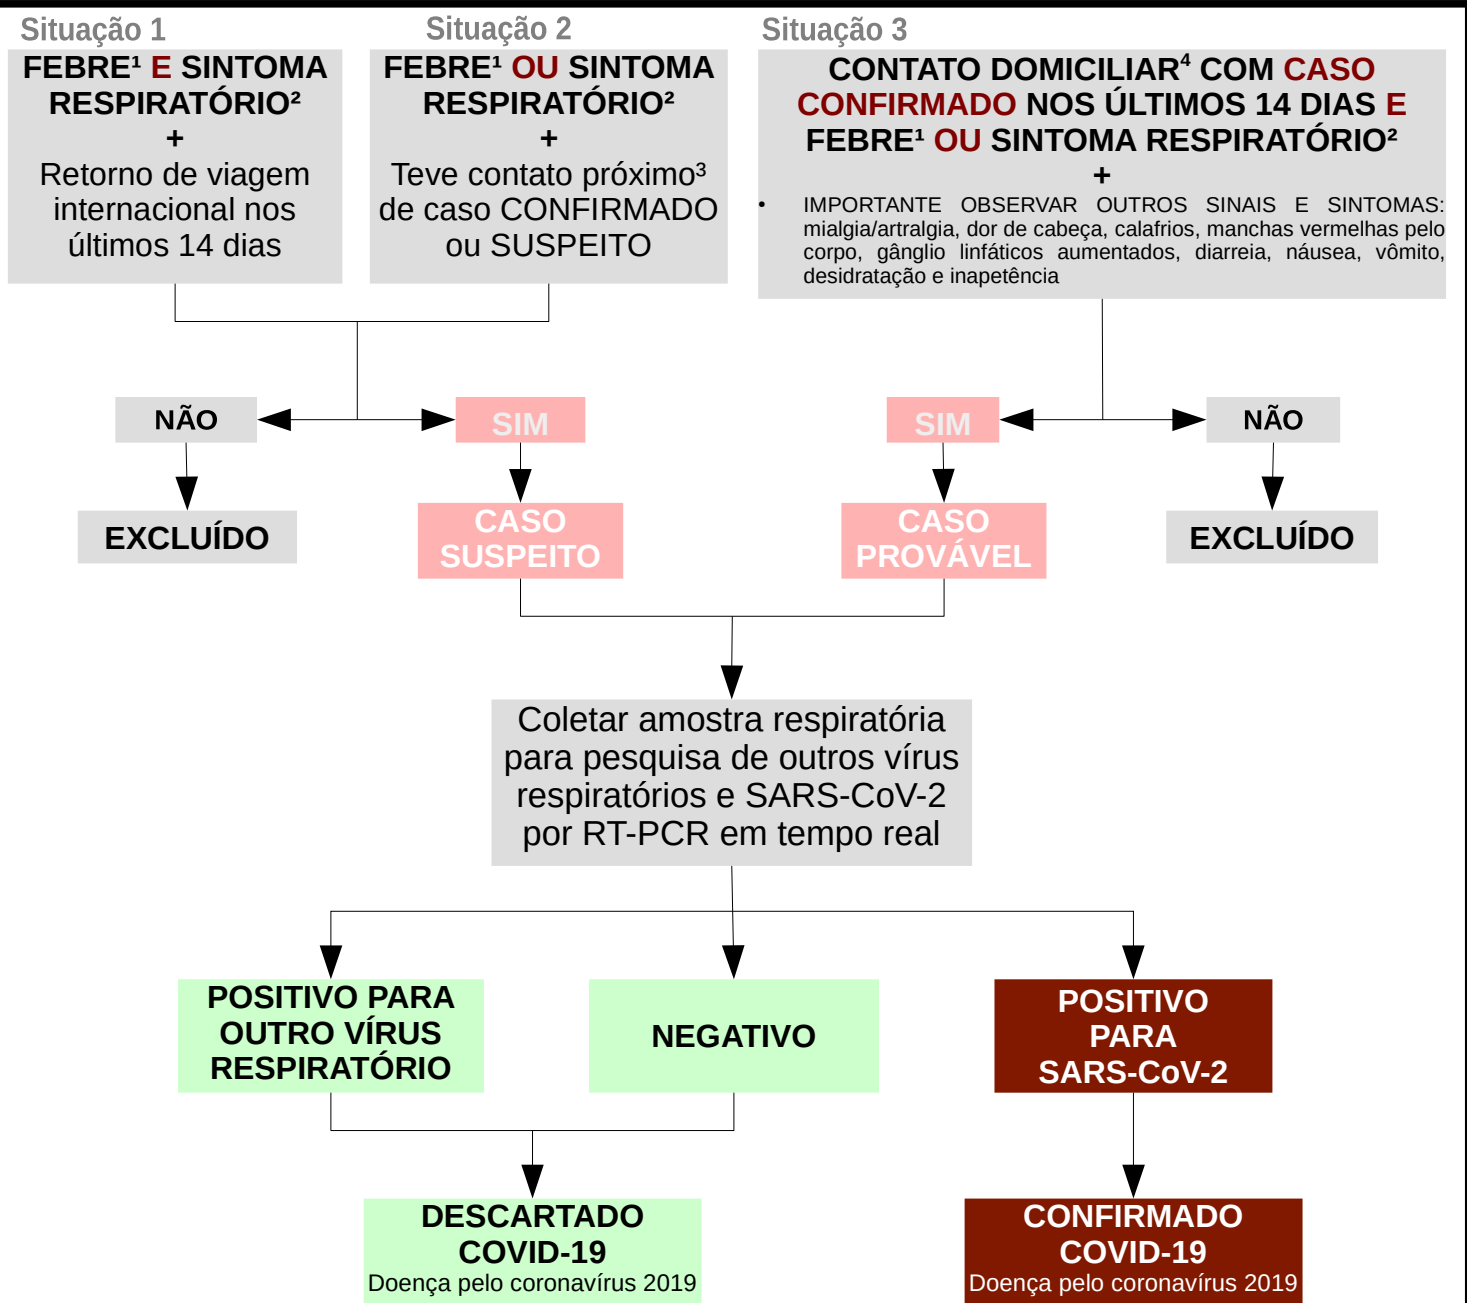 Situação 1
FEBRE¹ E SINTOMA
RESPIRATÓRIO²
+
Retorno de viagem
internacional nos
últimos 14 dias
Situação 2
FEBRE¹ OU SINTOMA
RESPIRATÓRIO²
+
Teve contato próximo³
de caso CONFIRMADO
ou SUSPEITO
Situação 3
CONTATO DOMICILIAR⁴ COM CASO
CONFIRMADO NOS ÚLTIMOS 14 DIAS E
FEBRE¹ OU SINTOMA RESPIRATÓRIO²
+
• IMPORTANTE OBSERVAR OUTROS SINAIS E SINTOMAS:
mialgia/artralgia, dor de cabeça, calafrios, manchas vermelhas pelo
corpo, gânglio linfáticos aumentados, diarreia, náusea, vômito,
desidratação e inapetência
NÃO
SIM
SIM
NÃO
EXCLUÍDO
CASO
SUSPEITO
CASO
PROVÁVEL
EXCLUÍDO
Coletar amostra respiratória
para pesquisa de outros vírus
respiratórios e SARS-CoV-2
por RT-PCR em tempo real
POSITIVO PARA
OUTRO VÍRUS
RESPIRATÓRIO
NEGATIVO
POSITIVO
PARA
SARS-CoV-2
DESCARTADO
COVID-19
Doença pelo coronavírus 2019
CONFIRMADO
COVID-19
Doença pelo coronavírus 2019